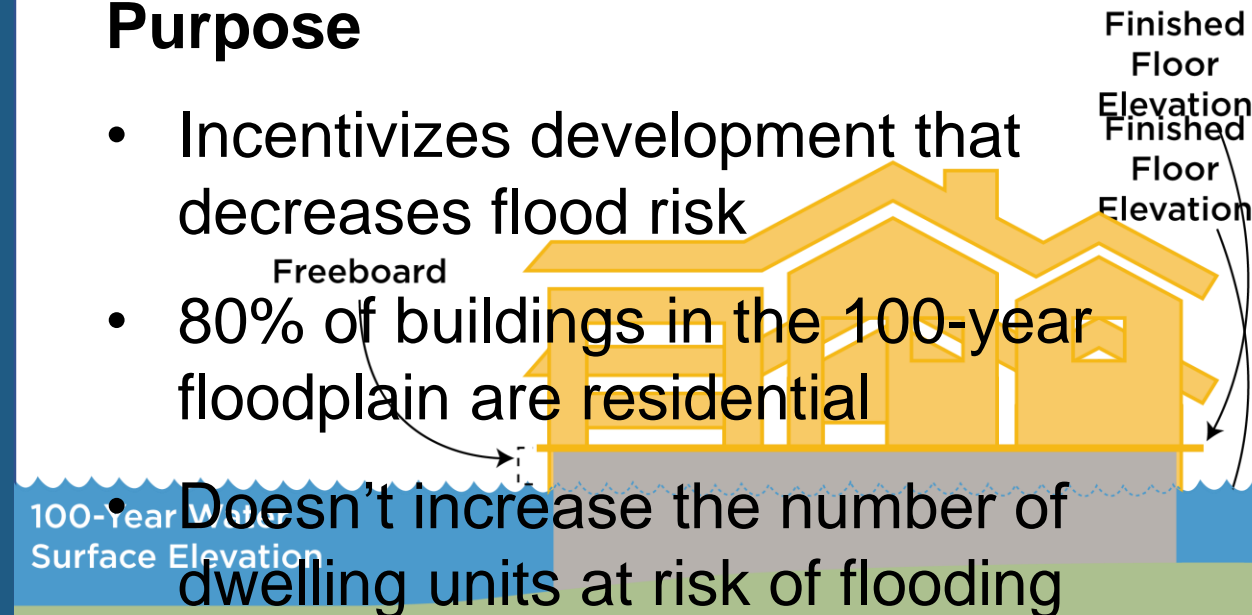 Purpose
• Incentivizes development that
decreases flood risk
• 80% of buildings in the 100-year
floodplain are residential
• Doesn’t increase the number of
dwelling units at risk of flooding
Finished
Floor
Elevation
Finished
Floor
Elevation
Freeboard
100-Year Water
Surface Elevation